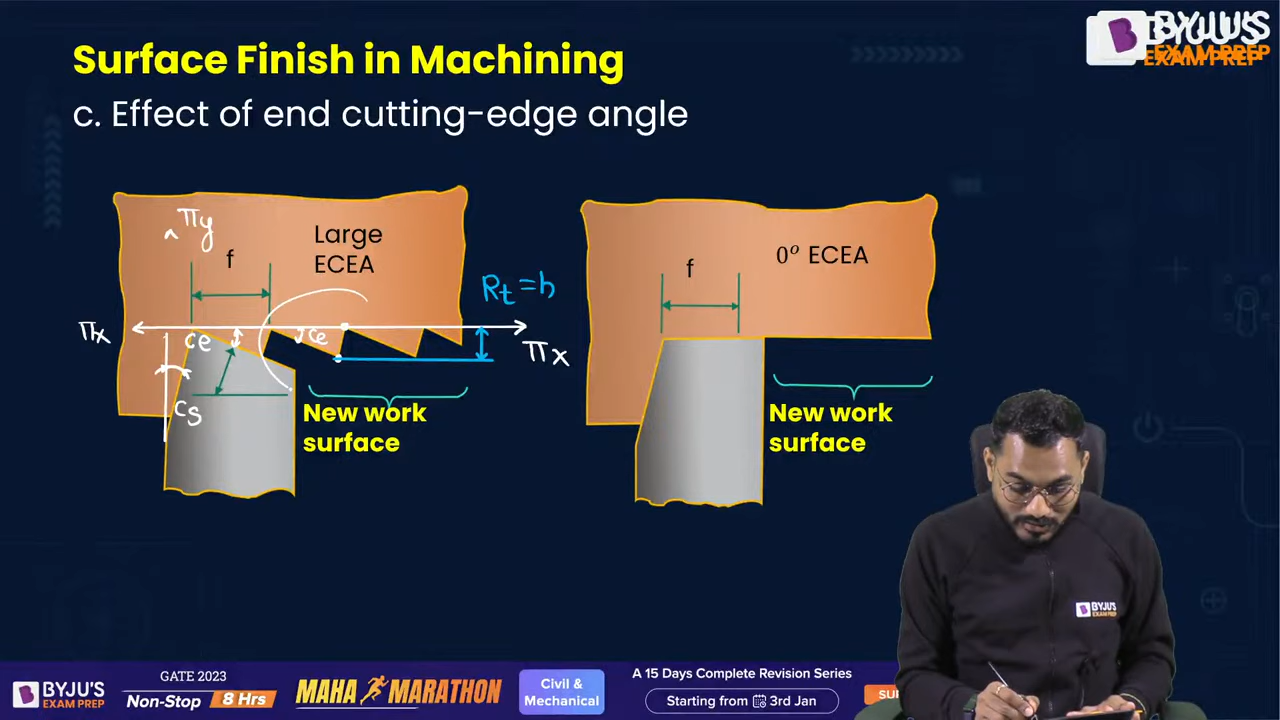 BYJU'S
EXAM PREP
Surface Finish in Machining
c. Effect of end cutting-edge angle
πy
f
Large
ECEA
Rt = h
πx
Ce
Ce
πx
Cs
New work
surface
f
0° ECEA
New work
surface
BYJU'S
BYJU'S
EXAM PREP
GATE 2023
Non-Stop 8 Hrs
MAHA MARATHON
Civil &
Mechanical
A 15 Days Complete Revision Series
Starting from 3rd Jan